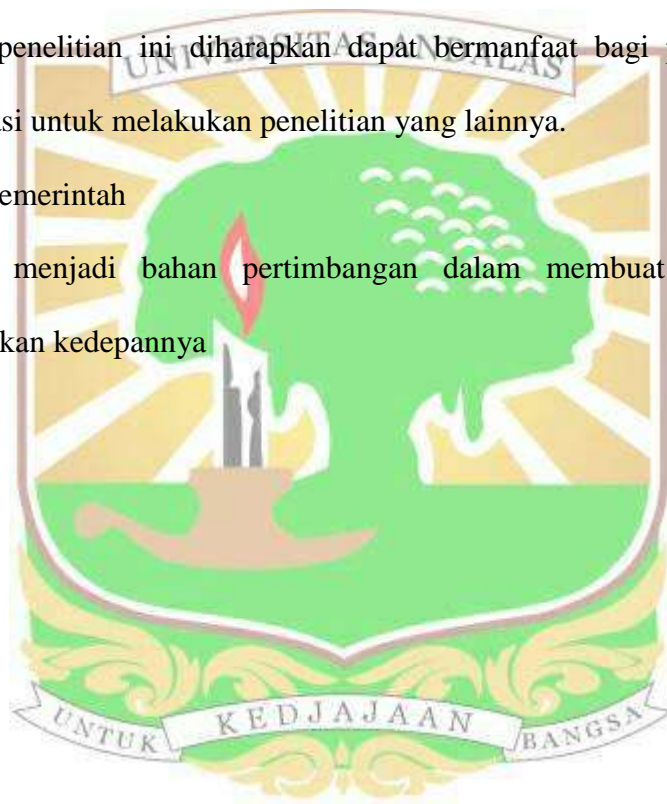 penelitian ini diharapkan dapat bermanfaat bagi
UNIVERSITAS ANDALAS
asi untuk melakukan penelitian yang lainnya.
emerintah
menjadi bahan pertimbangan dalam membuat
kan kedepannya
UNTUK KEDJAJAAN BANGSA